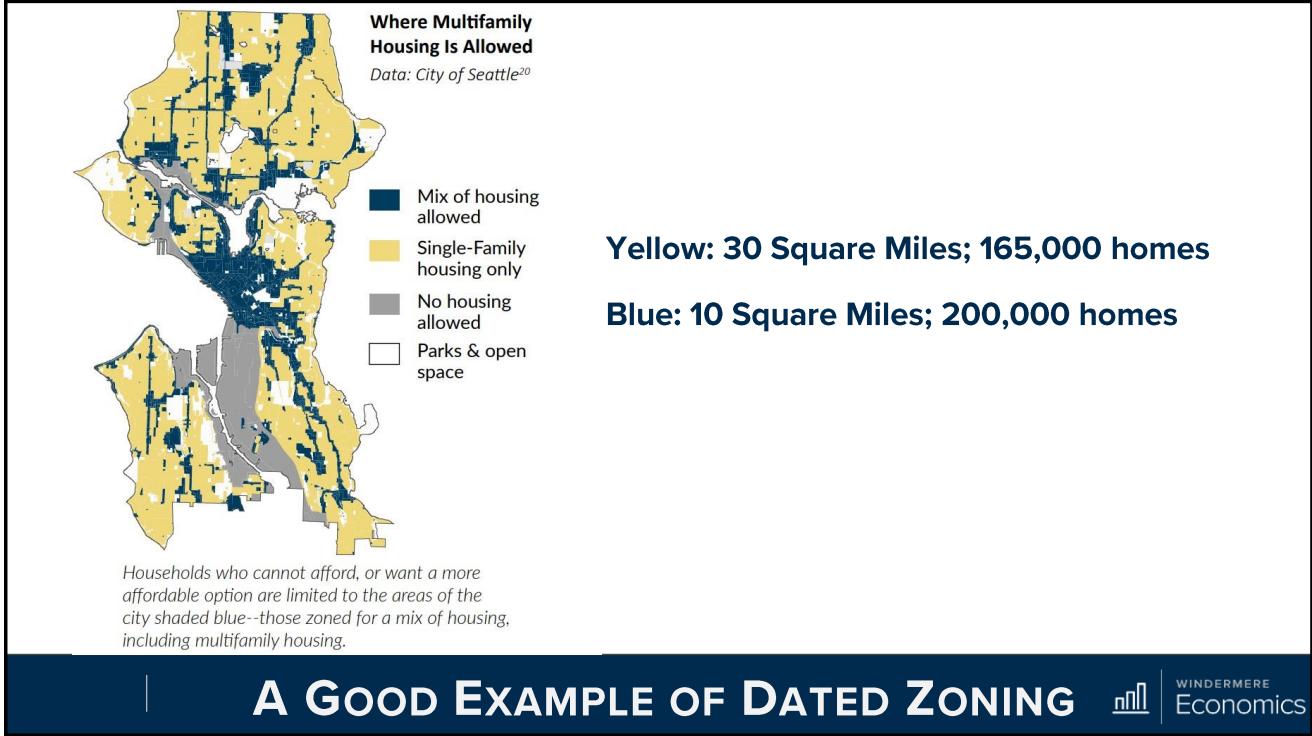 Where Multifamily
Housing Is Allowed
Data: City of Seattle20
Mix of housing
allowed
Single-Family
housing only
No housing
allowed
Parks & open
space
Yellow: 30 Square Miles; 165,000 homes
Blue: 10 Square Miles; 200,000 homes
Households who cannot afford, or want a more
affordable option are limited to the areas of the
city shaded blue--those zoned for a mix of housing,
including multifamily housing.
A GOOD EXAMPLE OF DATED ZONING
WINDERMERE
Economics